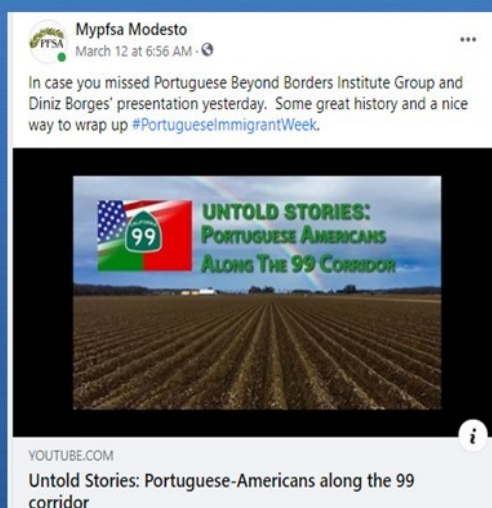 PFSA
Mypfsa Modesto
March 12 at 6:56 AM ·
In case you missed Portuguese Beyond Borders Institute Group and
Diniz Borges' presentation yesterday. Some great history and a nice
way to wrap up #PortugueseImmigrantWeek.
CALIFORNIA
99
UNTOLD STORIES:
PORTUGUESE AMERICANS
ALONG THE 99 CORRIDOR
i
YOUTUBE.COM
Untold Stories: Portuguese-Americans along the 99
corridor